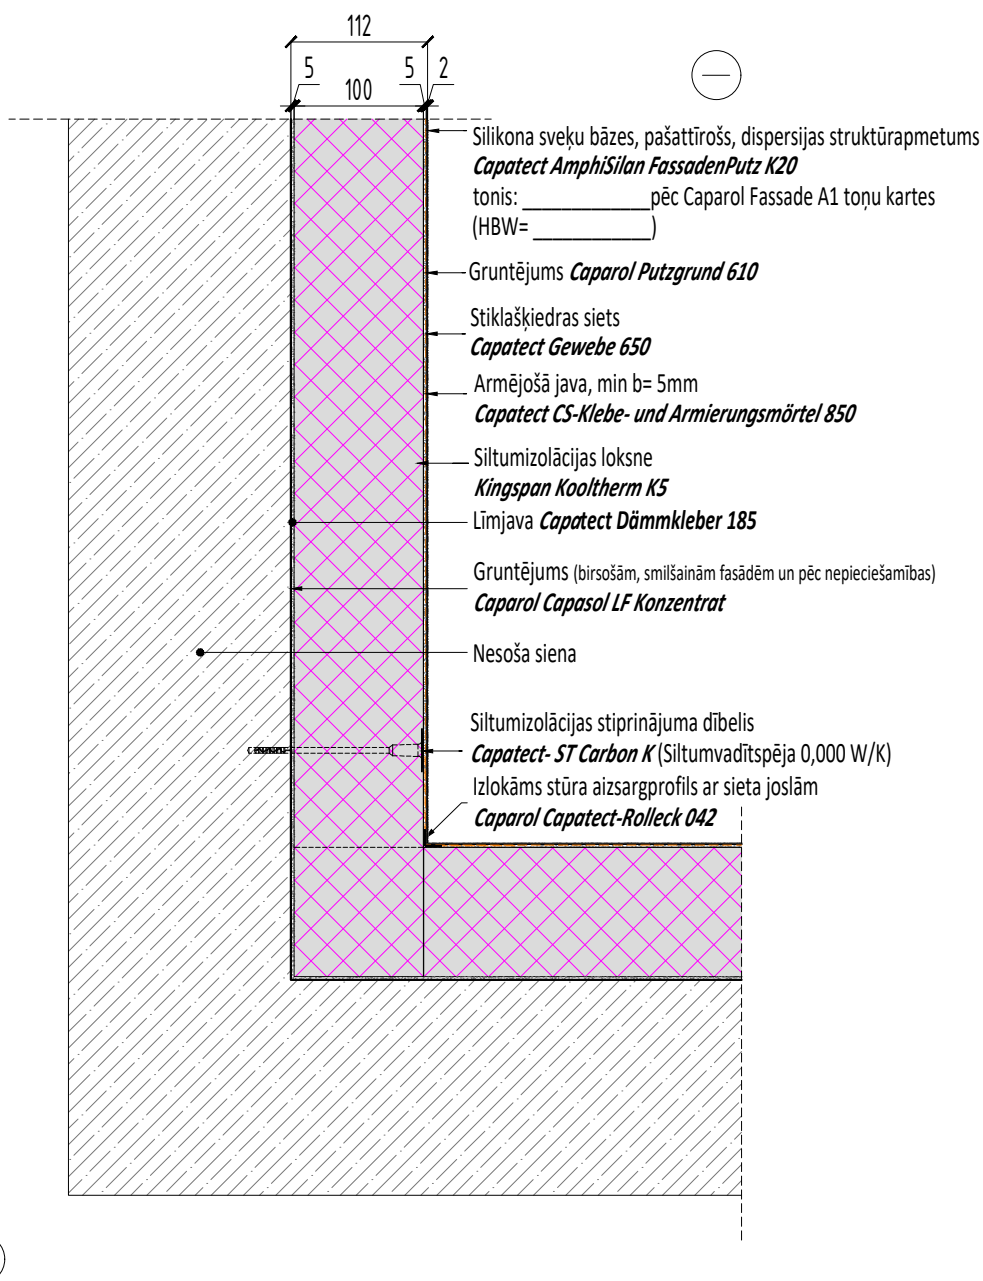 112
5
5
2
100
Silikona sveķu bāzes, pašattīrošs, dispersijas struktūrapmetums
Capatect AmphiSilan FassadenPutz K20
tonis: _____________pēc Caparol Fassade A1 toņu kartes
(HBW= ____________)
Gruntējums Caparol Putzgrund 610
Stiklašķiedras siets
Capatect Gewebe 650
Armējošā java, min b= 5mm
Capatect CS-Klebe- und Armierungsmörtel 850
Siltumizolācijas loksne
Kingspan Kooltherm K5
Līmjava Capatect Dämmkleber 185
Gruntējums (birsošām, smilšainām fasādēm un pēc nepieciešamības)
Caparol Capasol LF Konzentrat
Nesoša siena
Siltumizolācijas stiprinājuma dībelis
Capatect- ST Carbon K (Siltumvadītspēja 0,000 W/K)
Izlokāms stūra aizsargprofils ar sieta joslām
Caparol Capatect-Rolleck 042